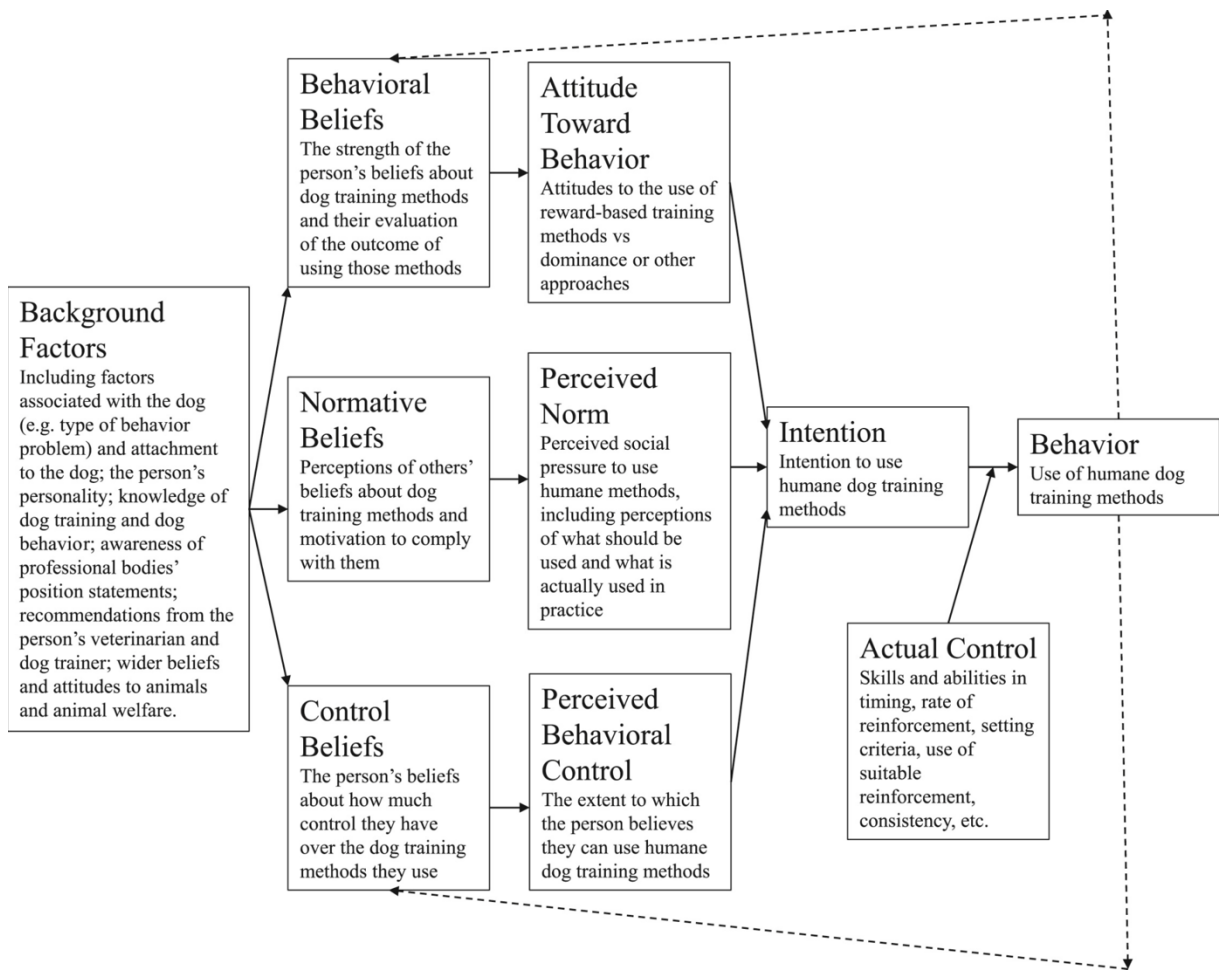 Background
Factors
Including factors
associated with the dog
(e.g. type of behavior
problem) and attachment
to the dog; the person's
personality; knowledge of
dog training and dog
behavior; awareness of
professional bodies'
position statements;
recommendations from the
person's veterinarian and
dog trainer; wider beliefs
and attitudes to animals
and animal welfare.
Behavioral
Beliefs
The strength of the
person's beliefs about
dog training methods
and their evaluation
of the outcome of
using those methods
Attitude
Toward
Behavior
Attitudes to the use of
reward-based training
methods vs
dominance or other
approaches
Normative
Beliefs
Perceptions of others'
beliefs about dog
training methods and
motivation to comply
with them
Perceived
Norm
Perceived social
pressure to use
humane methods,
including perceptions
of what should be
used and what is
actually used in
practice
Control
Beliefs
The person's beliefs
about how much
control they have
over the dog training
methods they use
Perceived
Behavioral
Control
The extent to which
the person believes
they can use humane
dog training methods
Intention
Intention to use
humane dog training
methods
Actual Control
Skills and abilities in
timing, rate of
reinforcement, setting
criteria, use of
suitable
reinforcement,
consistency, etc.
Behavior
Use of humane dog
training methods